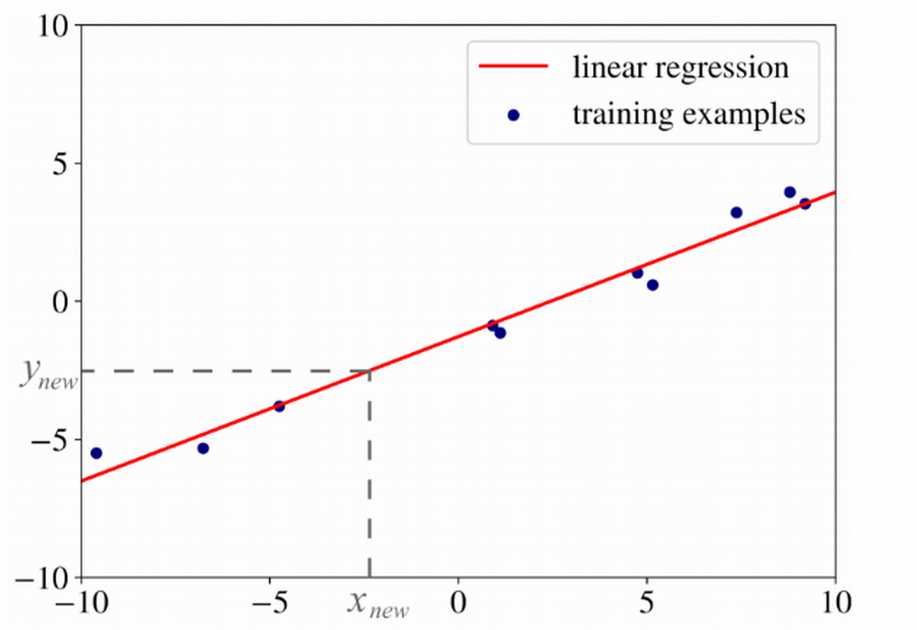 10
linear regression
training examples
5
0
y_new
−5
−10
−10 −5 x_new 0 5 10